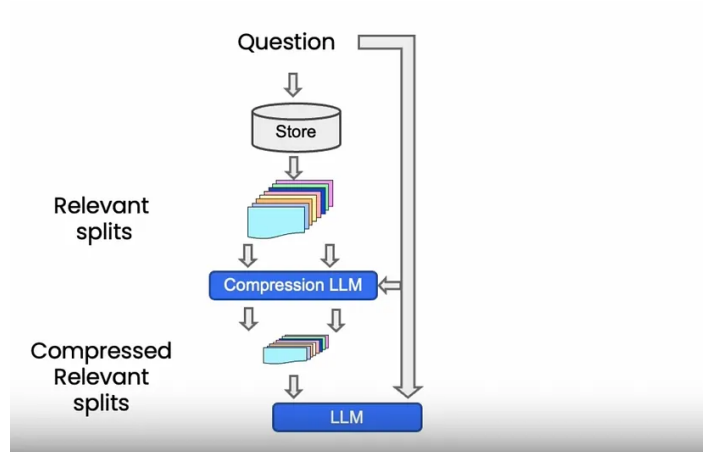 Question
Store
Relevant
splits
Compression LLM
Compressed
Relevant
splits
LLM